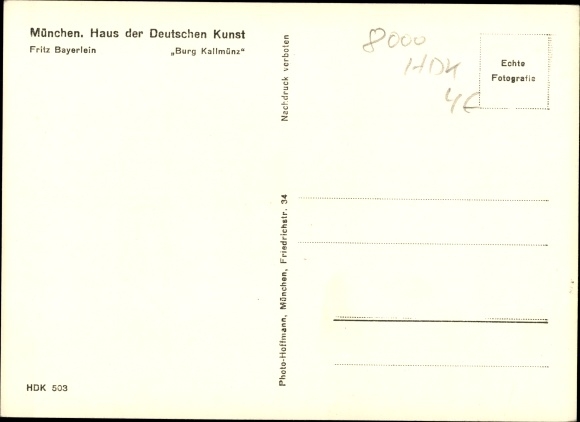 München. Haus der Deutschen Kunst
Fritz Bayerlein „Burg Kallmünz“
Nachdruck verboten
Photo-Hoffmann, München, Friedrichstr. 34
8000
HDK
4€
Echte
Fotografie
HDK 503